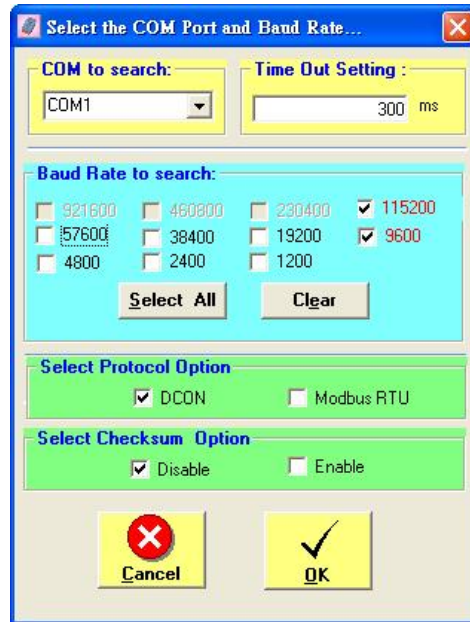 Select the COM Port and Baud Rate...
COM to search: Time Out Setting :
COM1 300 ms
Baud Rate to search:
921600 460800 230400 115200
57600 38400 19200 9600
4800 2400 1200
Select All Clear
Select Protocol Option
DCON Modbus RTU
Select Checksum Option
Disable Enable
Cancel OK